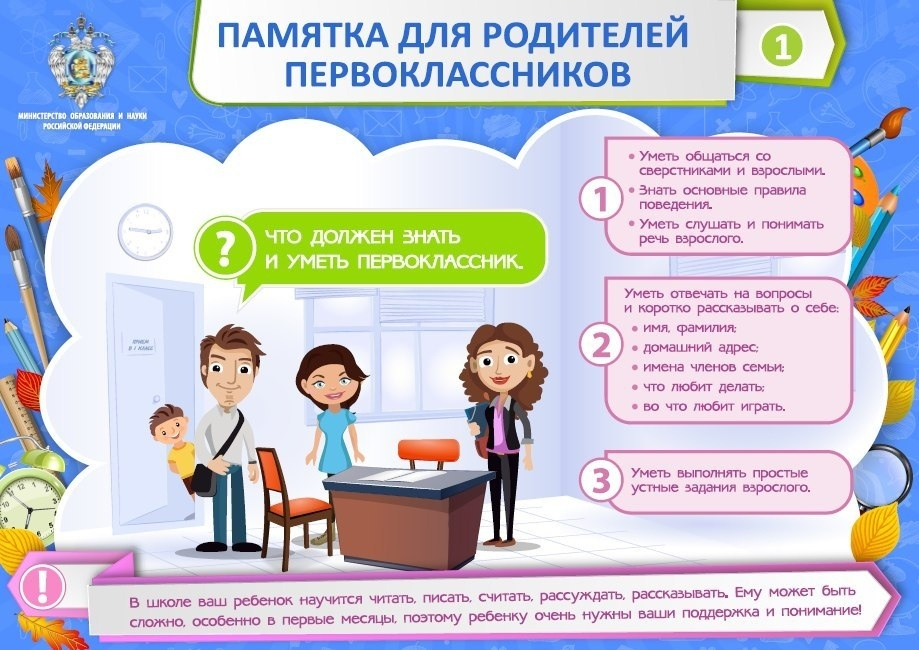 ПАМЯТКА ДЛЯ РОДИТЕЛЕЙ
ПЕРВОКЛАССНИКОВ
1
МИНИСТЕРСТВО ОБРАЗОВАНИЯ И НАУКИ
РОССИЙСКОЙ ФЕДЕРАЦИИ
?
ЧТО ДОЛЖЕН ЗНАТЬ
И УМЕТЬ ПЕРВОКЛАССНИК.
ПРИЕМ
В 1 КЛАСС
1
• Уметь общаться со
сверстниками и взрослыми.
• Знать основные правила
поведения.
• Уметь слушать и понимать
речь взрослого.
2
Уметь отвечать на вопросы
и коротко рассказывать о себе:
• имя, фамилия;
• домашний адрес;
• имена членов семьи;
• что любит делать;
• во что любит играть.
3
Уметь выполнять простые
устные задания взрослого.
!
В школе ваш ребенок научится читать, писать, считать, рассуждать, рассказывать. Ему может быть
сложно, особенно в первые месяцы, поэтому ребенку очень нужны ваши поддержка и понимание!